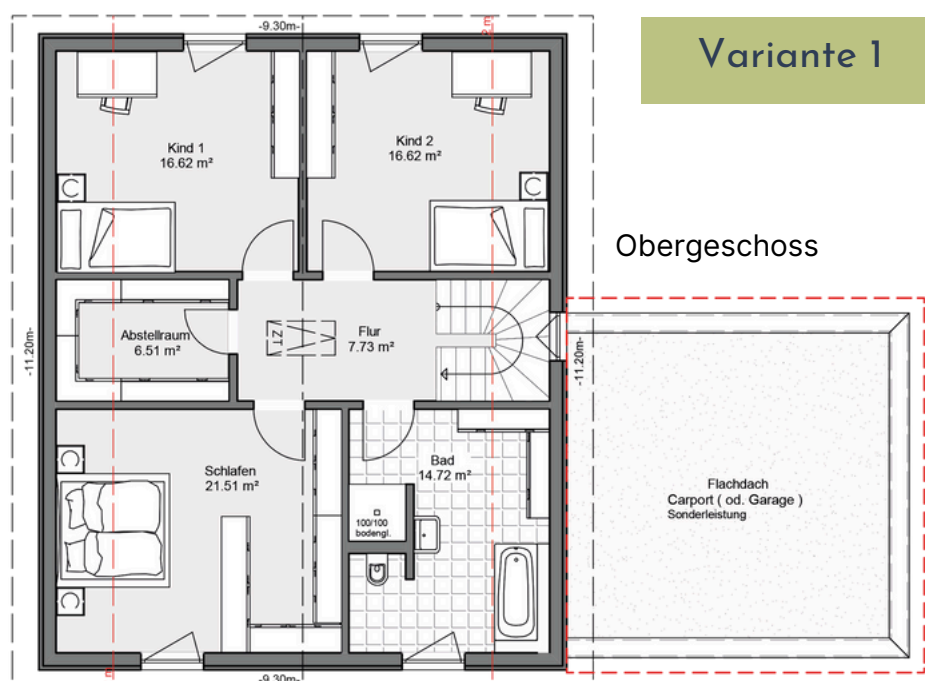 -9.30m-
Variante 1
Kind 1
16.62 m²
Kind 2
16.62 m²
Obergeschoss
-11.20m-
Abstellraum
6.51 m²
ZT
Flur
7.73 m²
-11.20m-
Schlafen
21.51 m²
Bad
14.72 m²
100/100
bodengl.
Flachdach
Carport ( od. Garage )
Sonderleistung
-9.30m-